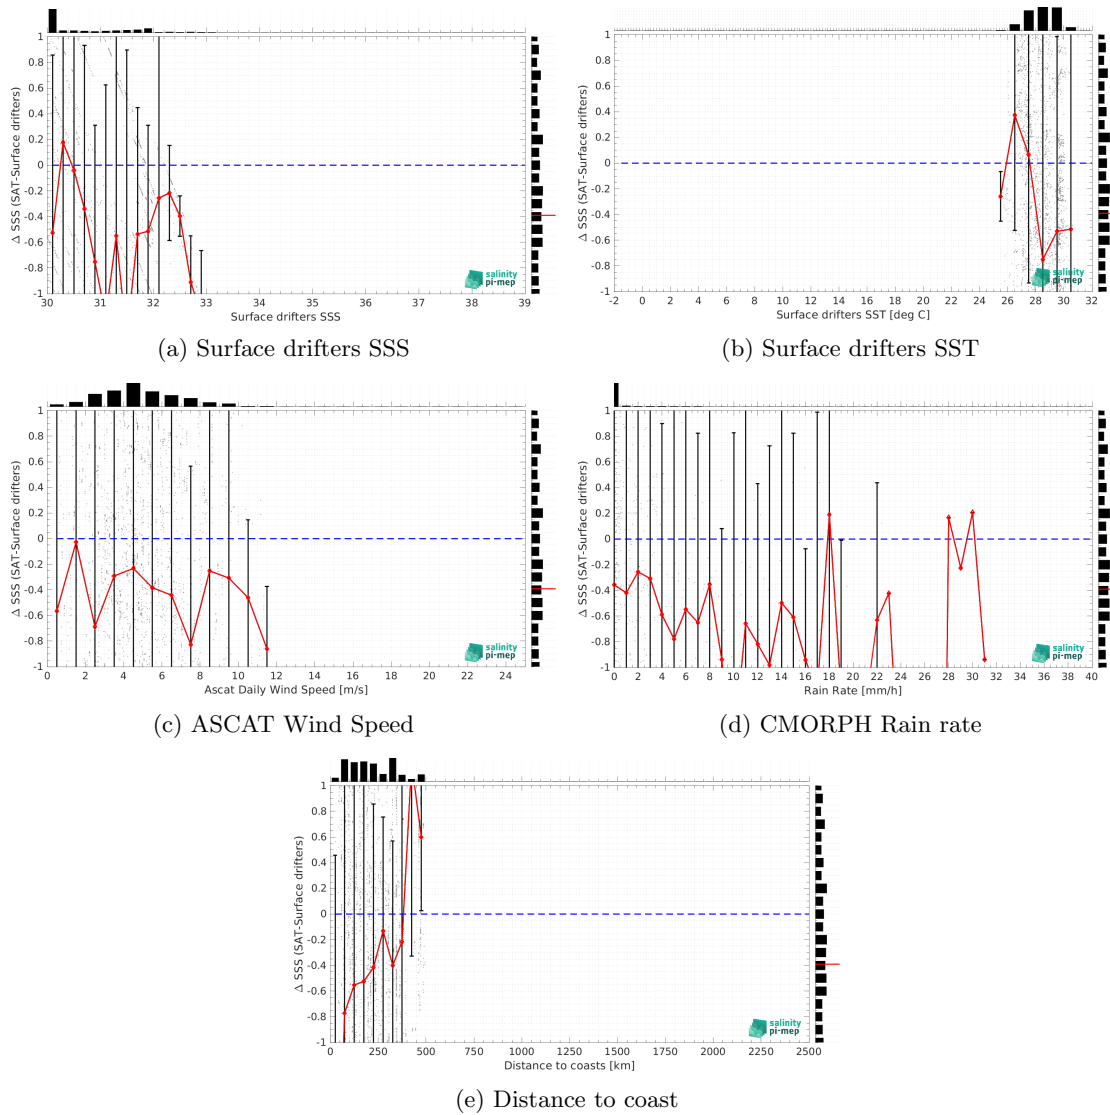 1
0.8
0.6
0.4
0.2
0
-0.2
-0.4
-0.6
-0.8
-1
Δ SSS (SAT-Surface drifters)
30 31 32 33 34 35 36 37 38 39
Surface drifters SSS
salinity
pi-mep
(a) Surface drifters SSS
1
0.8
0.6
0.4
0.2
0
-0.2
-0.4
-0.6
-0.8
-1
Δ SSS (SAT-Surface drifters)
-2 0 2 4 6 8 10 12 14 16 18 20 22 24 26 28 30 32
Surface drifters SST [deg C]
salinity
pi-mep
(b) Surface drifters SST
1
0.8
0.6
0.4
0.2
0
-0.2
-0.4
-0.6
-0.8
-1
Δ SSS (SAT-Surface drifters)
0 2 4 6 8 10 12 14 16 18 20 22 24
Ascat Daily Wind Speed [m/s]
salinity
pi-mep
(c) ASCAT Wind Speed
1
0.8
0.6
0.4
0.2
0
-0.2
-0.4
-0.6
-0.8
-1
Δ SSS (SAT-Surface drifters)
0 2 4 6 8 10 12 14 16 18 20 22 24 26 28 30 32 34 36 38 40
Rain Rate [mm/h]
salinity
pi-mep
(d) CMORPH Rain rate
1
0.8
0.6
0.4
0.2
0
-0.2
-0.4
-0.6
-0.8
-1
Δ SSS (SAT-Surface drifters)
0 250 500 750 1000 1250 1500 1750 2000 2250 2500
Distance to coasts [km]
salinity
pi-mep
(e) Distance to coast